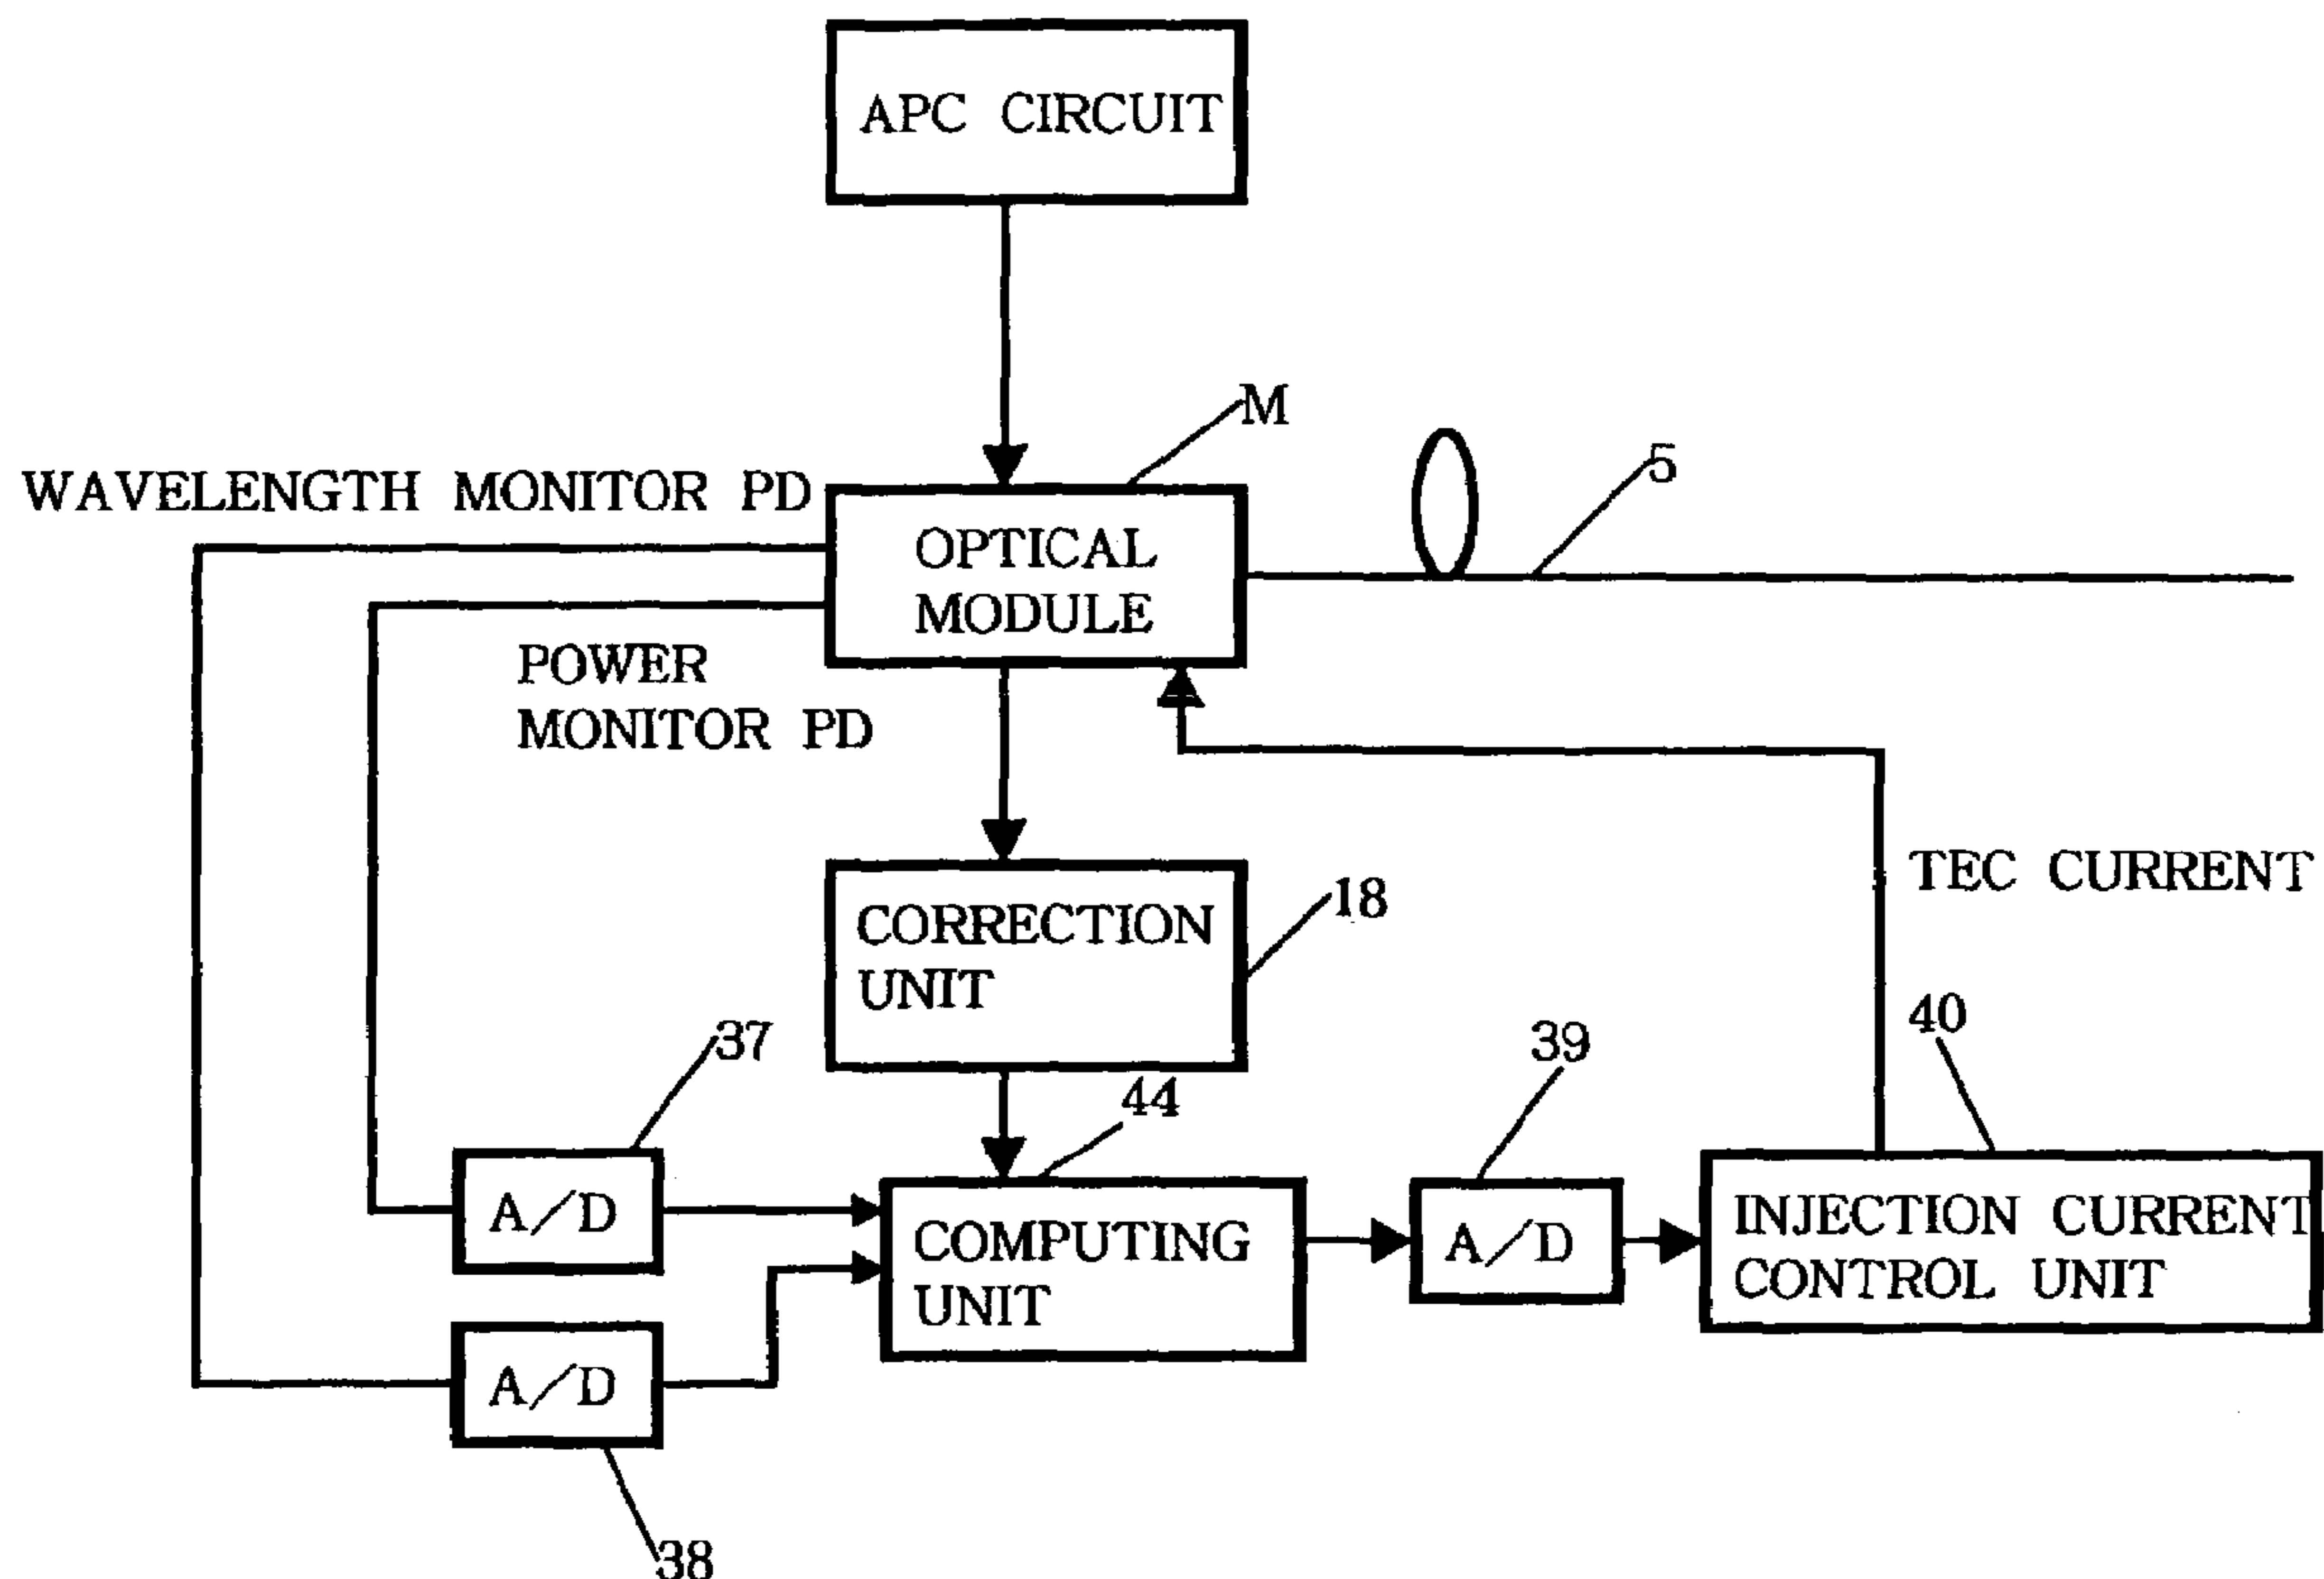 APC CIRCUIT
M
5
WAVELENGTH MONITOR PD
OPTICAL
MODULE
POWER
MONITOR PD
TEC CURRENT
CORRECTION
UNIT
18
37
44
39
40
A/D
COMPUTING
UNIT
A/D
INJECTION CURRENT
CONTROL UNIT
A/D
38